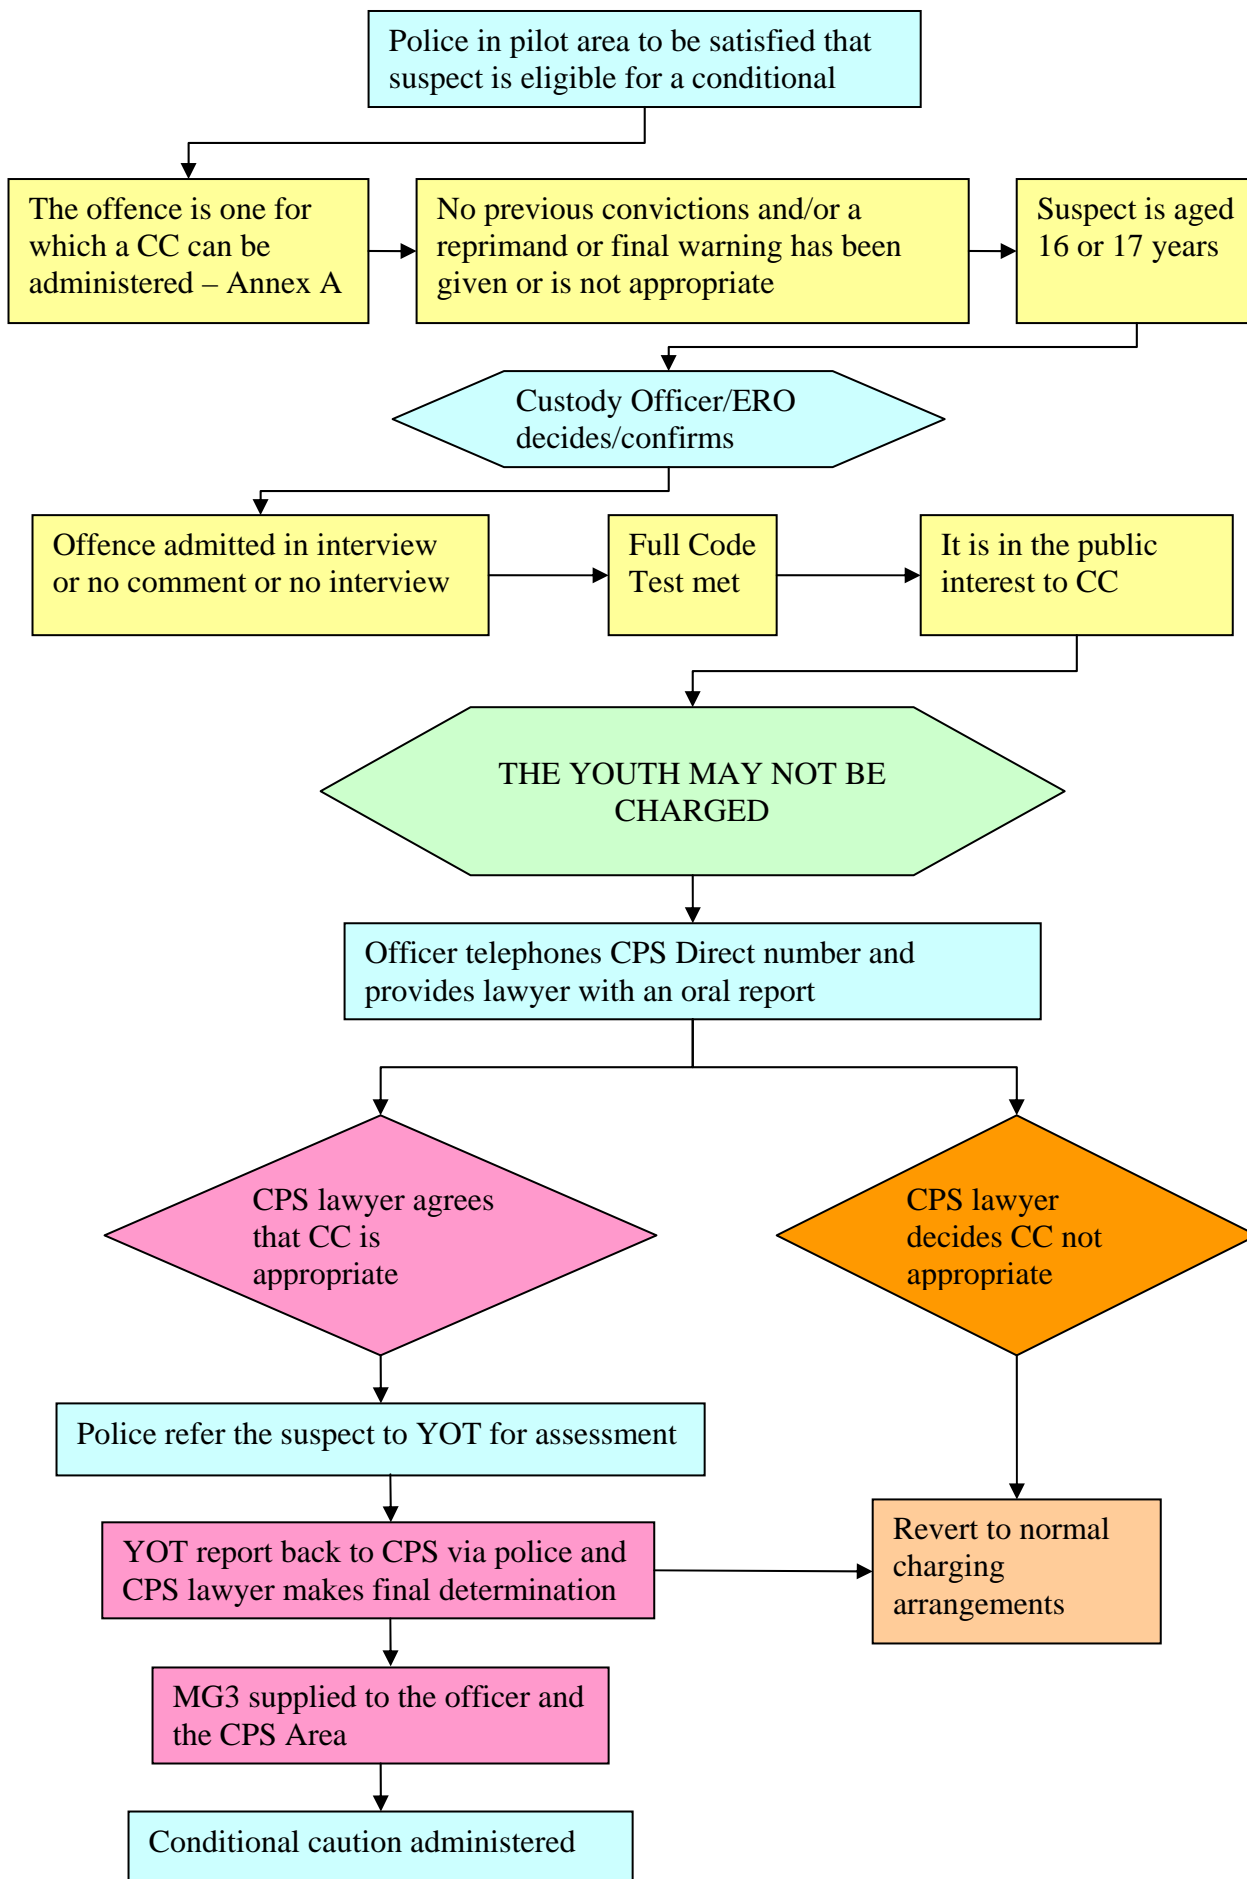 Police in pilot area to be satisfied that
suspect is eligible for a conditional
The offence is one for
which a CC can be
administered – Annex A
No previous convictions and/or a
reprimand or final warning has been
given or is not appropriate
Suspect is aged
16 or 17 years
Custody Officer/ERO
decides/confirms
Offence admitted in interview
or no comment or no interview
Full Code
Test met
It is in the public
interest to CC
THE YOUTH MAY NOT BE
CHARGED
Officer telephones CPS Direct number and
provides lawyer with an oral report
CPS lawyer agrees
that CC is
appropriate
CPS lawyer
decides CC not
appropriate
Police refer the suspect to YOT for assessment
YOT report back to CPS via police and
CPS lawyer makes final determination
Revert to normal
charging
arrangements
MG3 supplied to the officer and
the CPS Area
Conditional caution administered